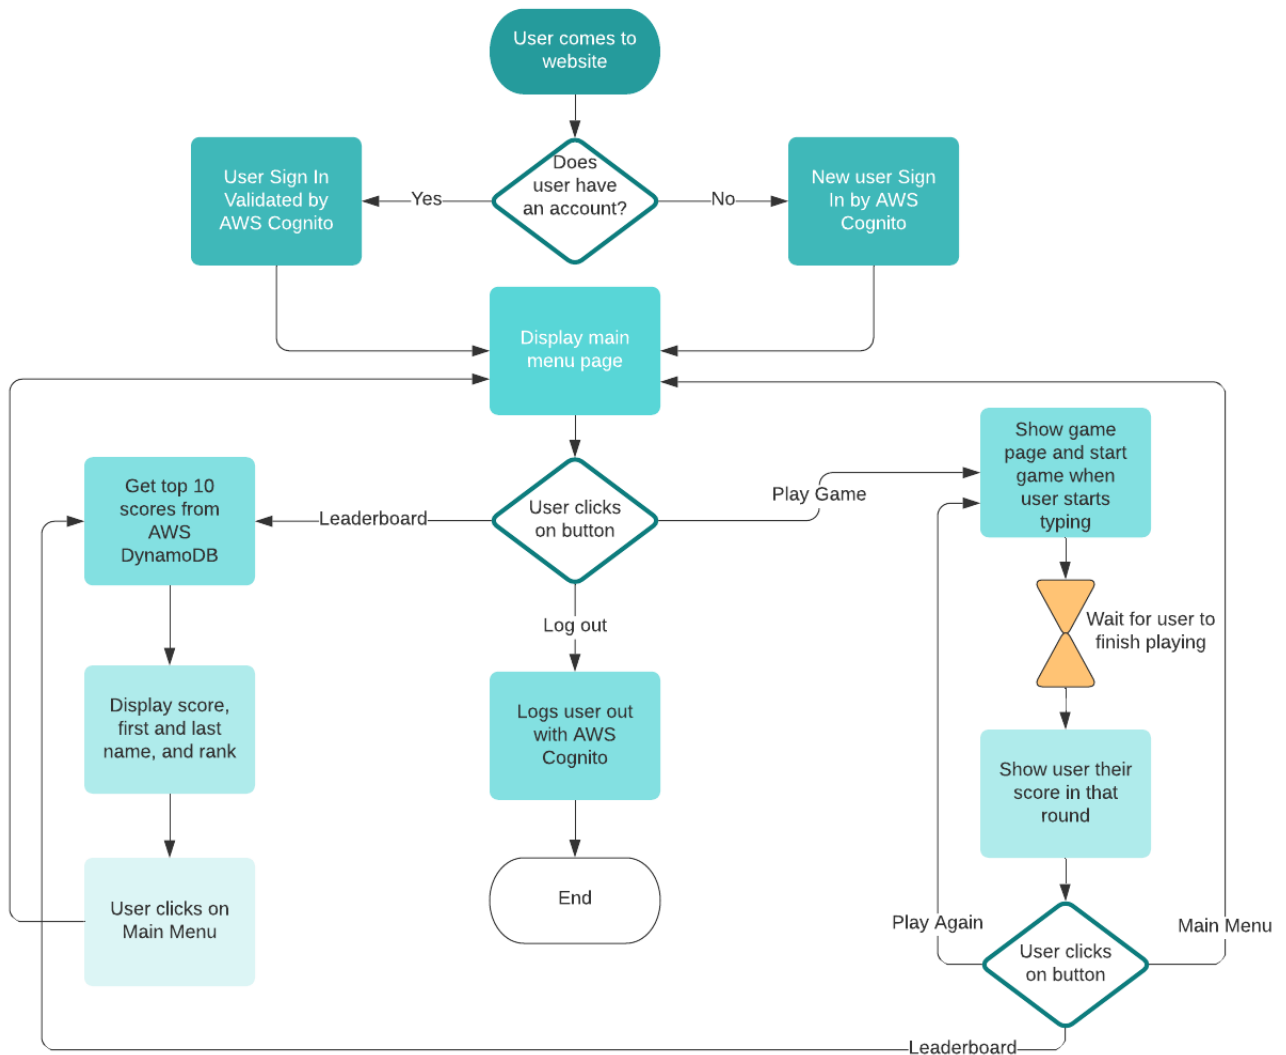 User comes to
website
Does
user have
an account?
Yes
No
User Sign In
Validated by
AWS Cognito
New user Sign
In by AWS
Cognito
Display main
menu page
User clicks
on button
Leaderboard
Play Game
Log out
Get top 10
scores from
AWS
DynamoDB
Display score,
first and last
name, and rank
User clicks on
Main Menu
Logs user out
with AWS
Cognito
End
Show game
page and start
game when
user starts
typing
Wait for user to
finish playing
Show user their
score in that
round
User clicks
on button
Play Again
Main Menu
Leaderboard